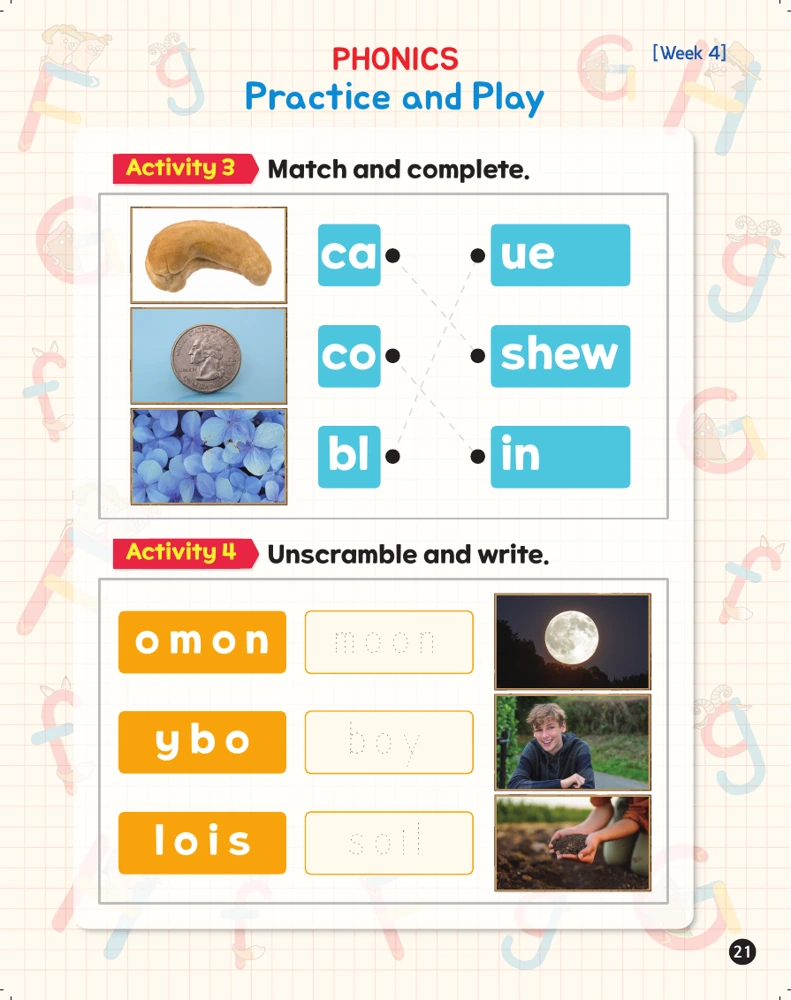 PHONICS
[Week 4]
Practice and Play
Activity 3 Match and complete.
ca ue
co shew
bl in
Activity 4 Unscramble and write.
omon moon
ybo boy
lois soil
21